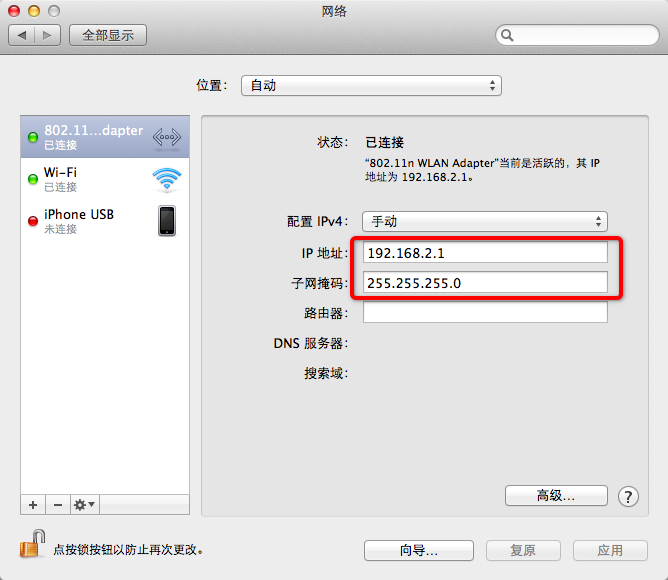 网络
全部显示
位置： 自动
802.11...dapter
已连接
Wi-Fi
已连接
iPhone USB
未连接
状态： 已连接
“802.11n WLAN Adapter”当前是活跃的，其 IP
地址为 192.168.2.1。
配置 IPv4： 手动
IP 地址： 192.168.2.1
子网掩码： 255.255.255.0
路由器：
DNS 服务器：
搜索域：
高级... ?
点按锁按钮以防止再次更改。
向导... 复原 应用